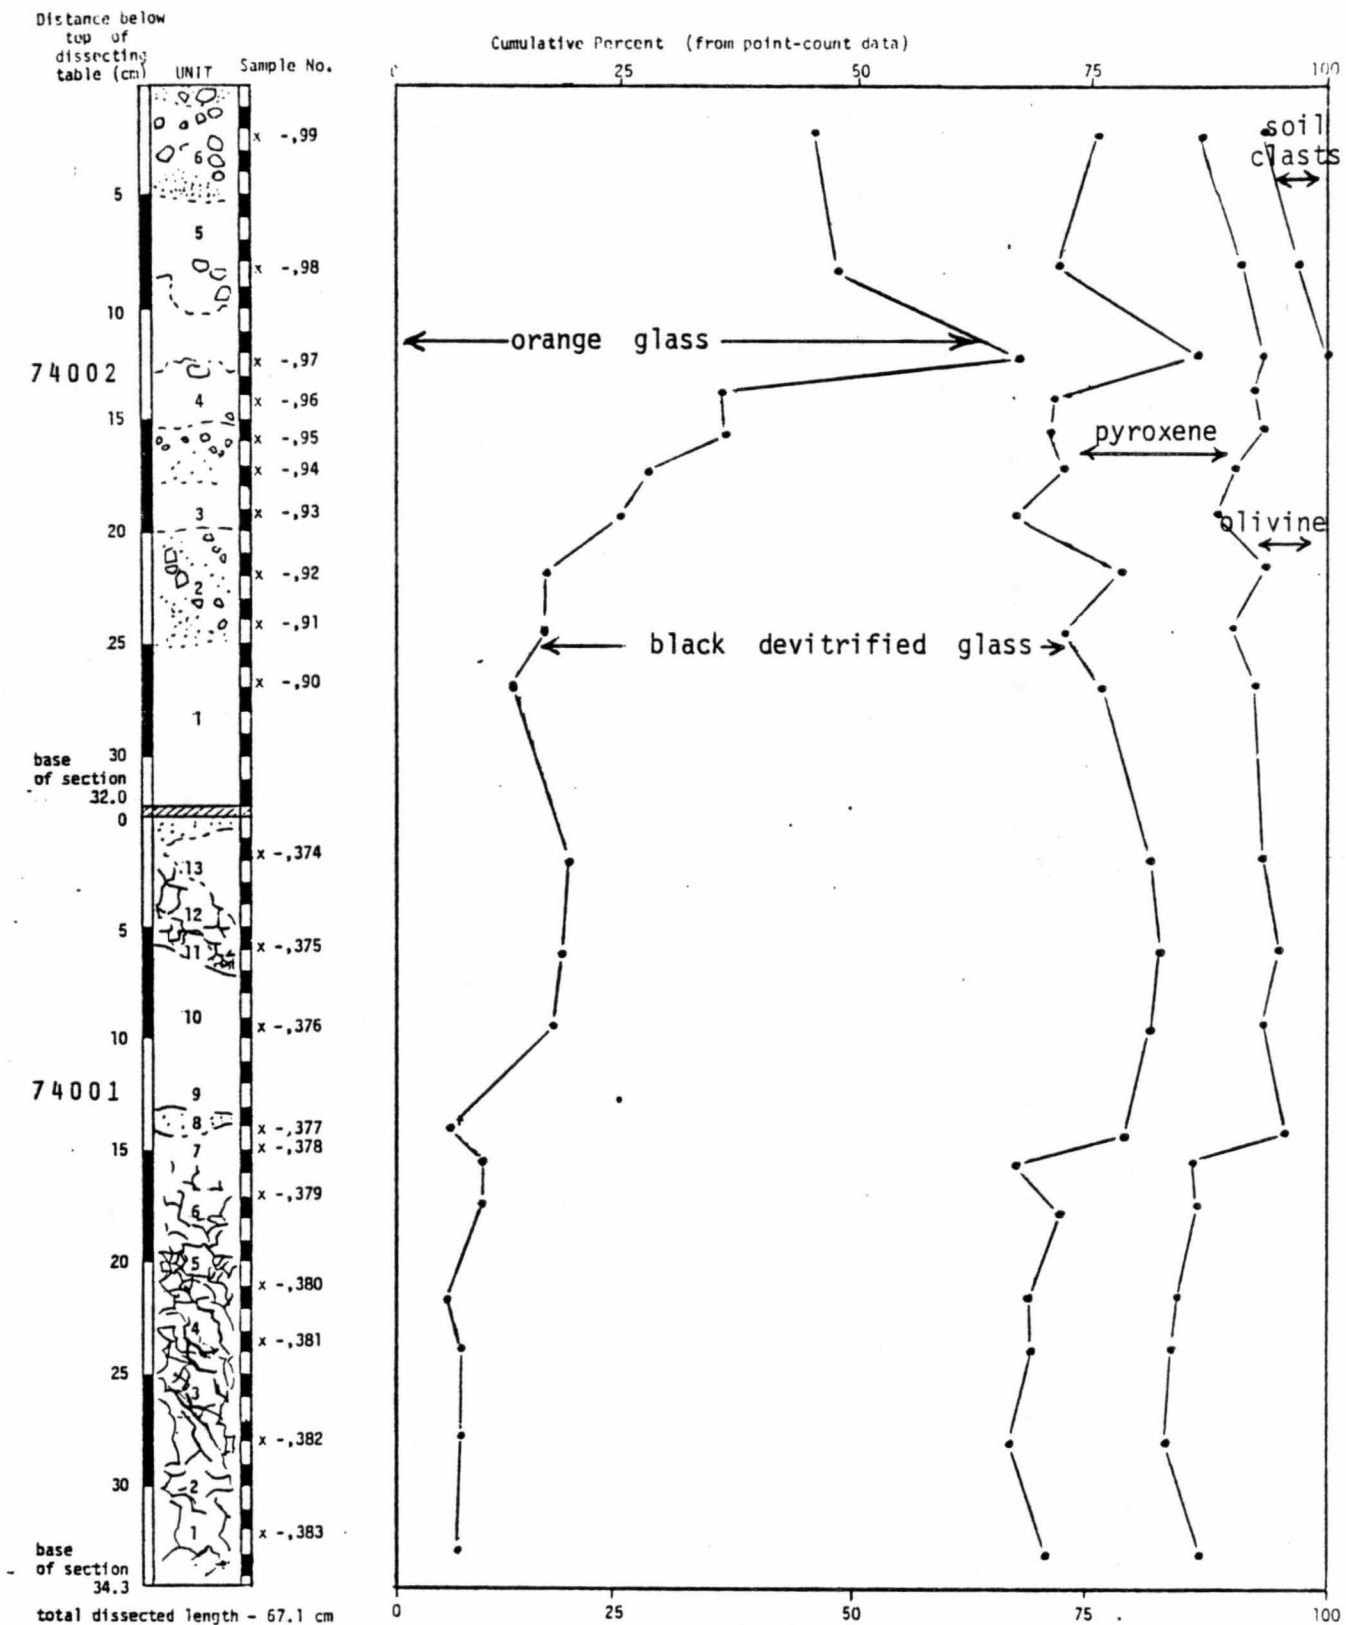 Distance below
top of
dissecting
table (cm)
UNIT
Sample No.
Cumulative Percent (from point-count data)
25
50
75
100
soil
clasts
x -,99
6
5
5
x -,98
10
orange glass
x -,97
74002
C
4
x -,96
15
x -,95
pyroxene
x -,94
3
x -,93
20
olivine
x -,92
2
x -,91
25
black devitrified glass
x -,90
1
30
base
of section
32.0
0
x -,374
13
12
5
11
x -,375
10
x -,376
10
74001
9
8
x -,377
7
x -,378
15
x -,379
6
5
20
x -,380
4
x -,381
25
3
x -,382
30
2
1
x -,383
base
of section
34.3
total dissected length - 67.1 cm
0
25
50
75
100